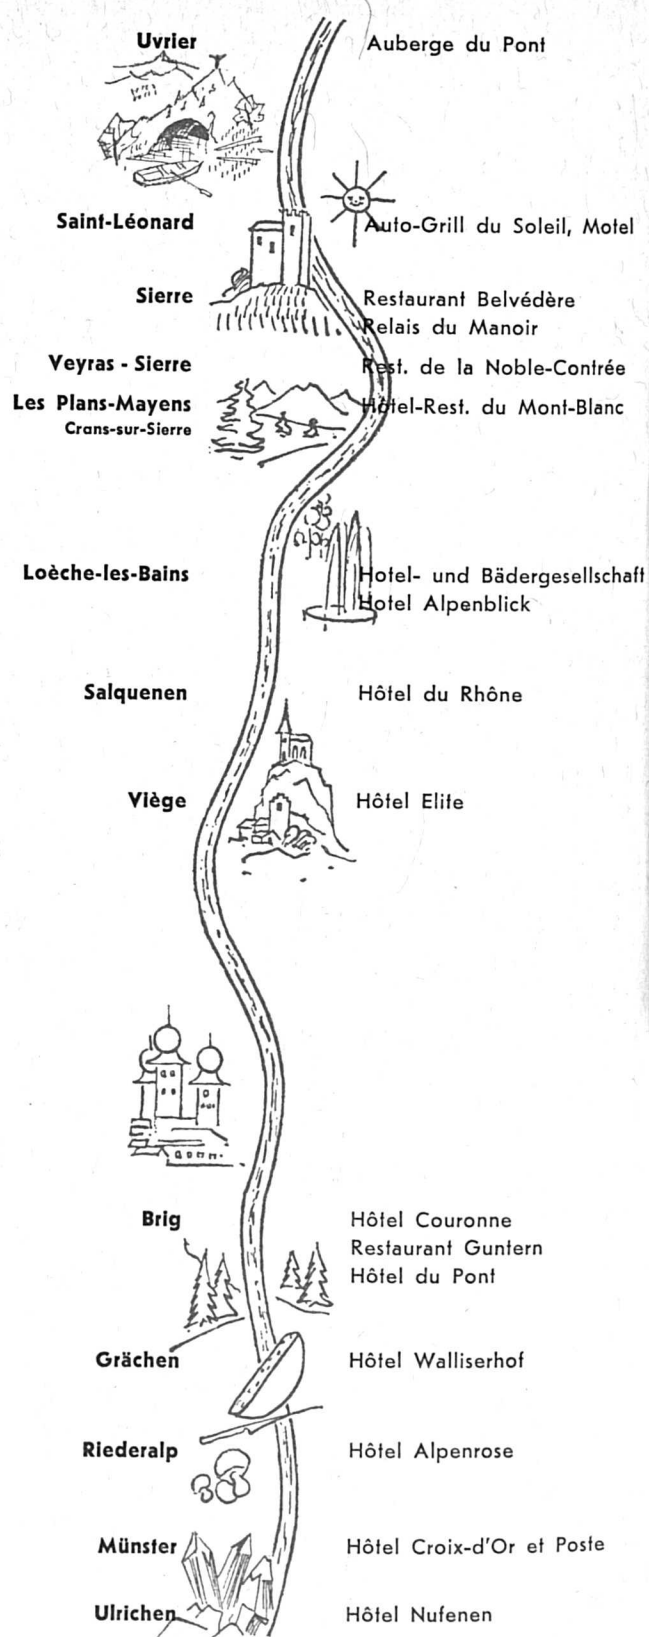 Uvrier Auberge du Pont
Saint-Léonard Auto-Grill du Soleil, Motel
Sierre Restaurant Belvédère
Relais du Manoir
Veyras - Sierre Rest. de la Noble-Contrée
Les Plans-Mayens Hôtel-Rest. du Mont-Blanc
Crans-sur-Sierre
Loèche-les-Bains Hotel- und Bädergesellschaft
Hotel Alpenblick
Salquenen Hôtel du Rhône
Viège Hôtel Elite
Brig Hôtel Couronne
Restaurant Guntern
Hôtel du Pont
Grächen Hôtel Walliserhof
Riederalp Hôtel Alpenrose
Münster Hôtel Croix-d'Or et Poste
Ulrichen Hôtel Nufenen